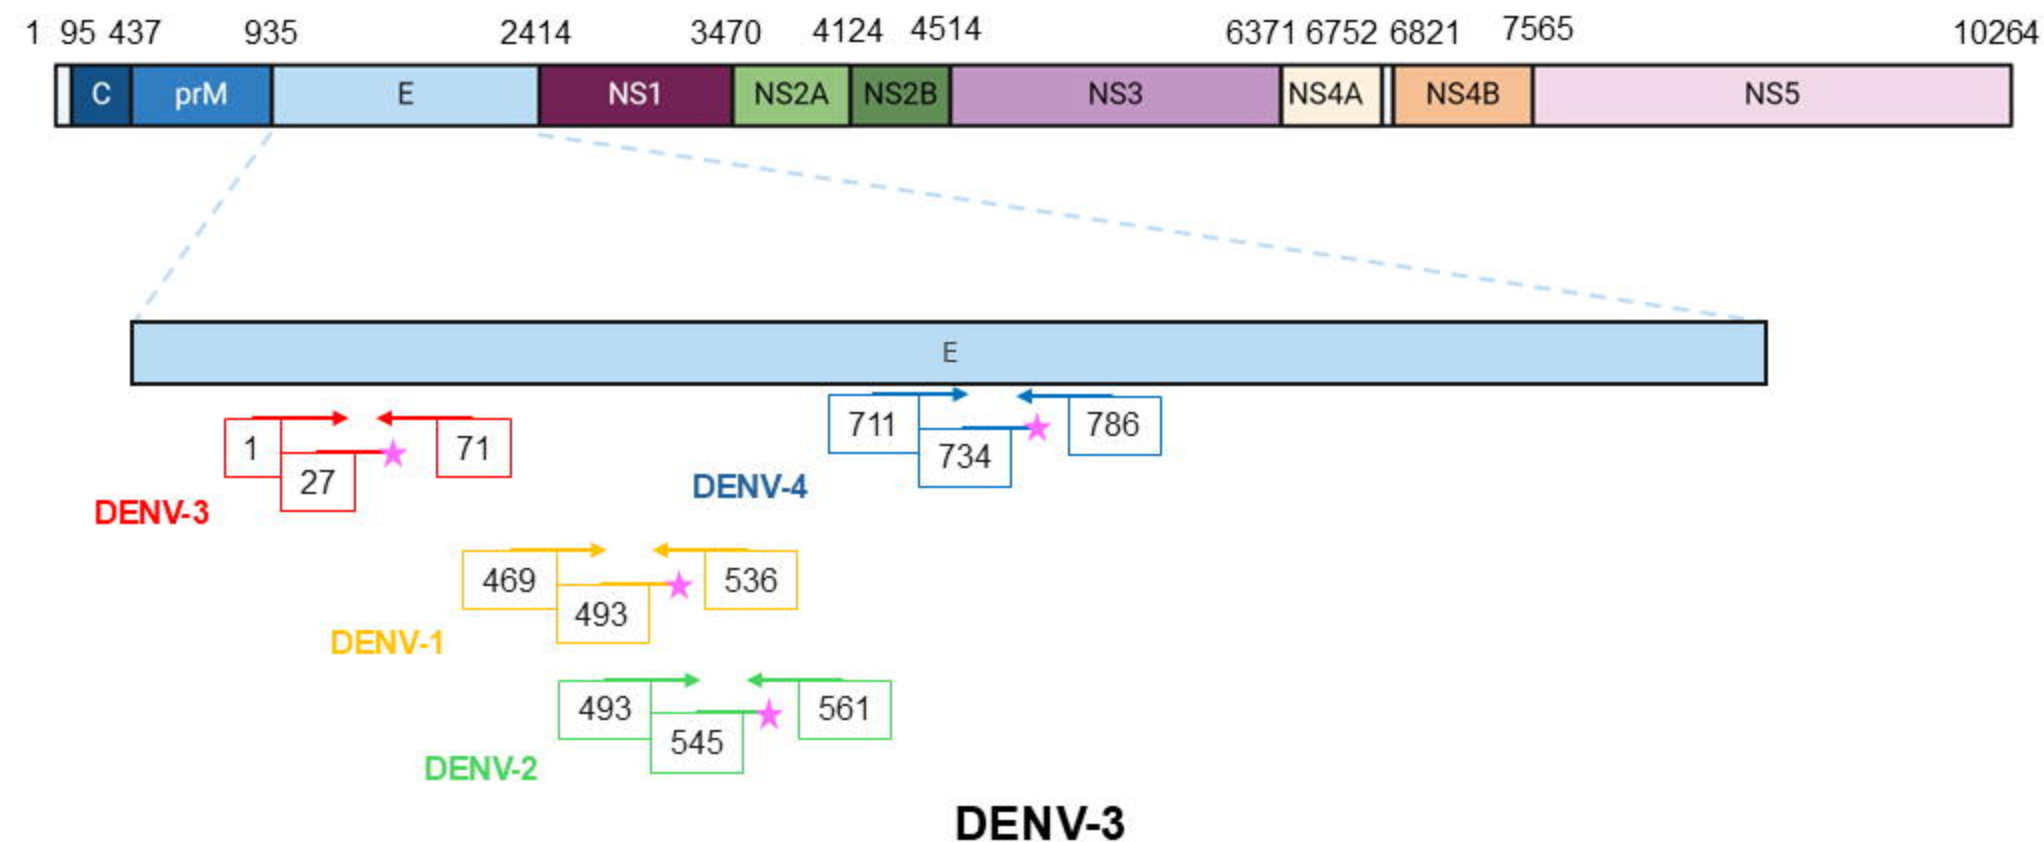 1 95 437 935 2414 3470 4124 4514 6371 6752 6821 7565 10264
C prM E NS1 NS2A NS2B NS3 NS4A NS4B NS5
E
711 786
1 71
734
27
DENV-4
DENV-3
469 536
493
DENV-1
493 561
545
DENV-2
DENV-3